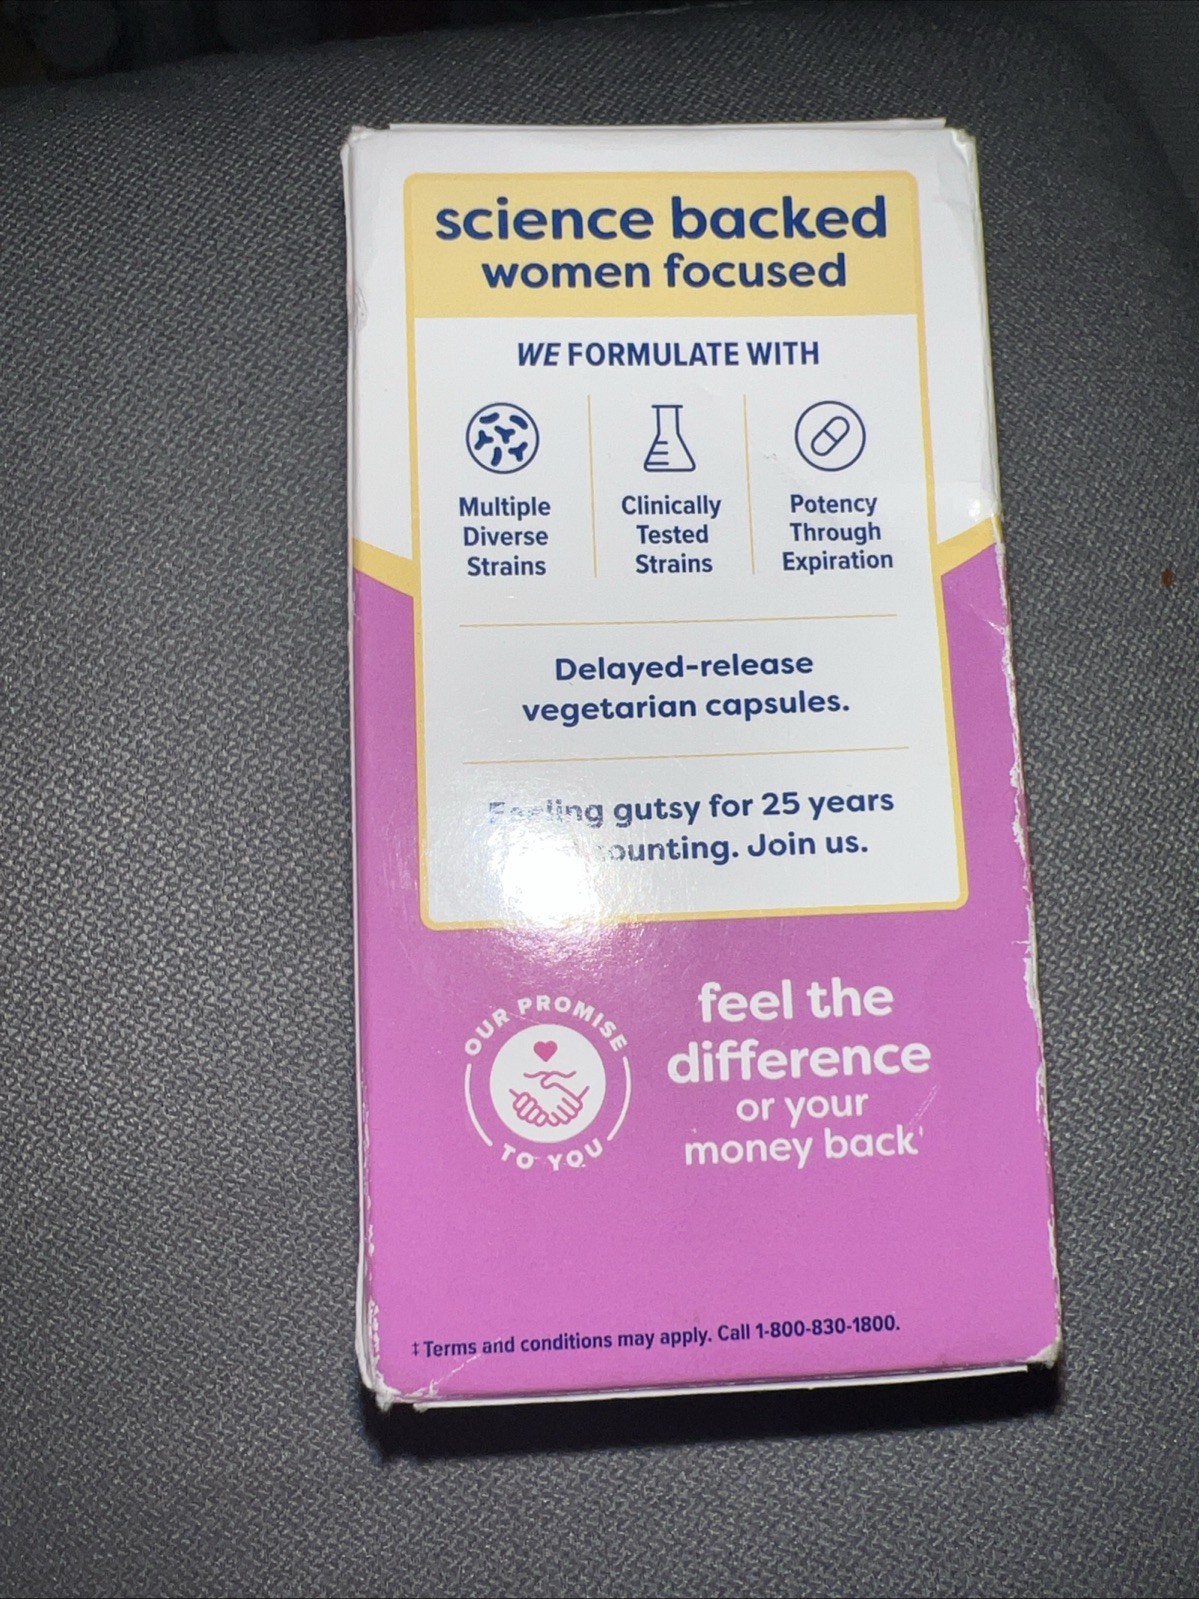 science backed
women focused
WE FORMULATE WITH
Multiple
Diverse
Strains
Clinically
Tested
Strains
Potency
Through
Expiration
Delayed-release
vegetarian capsules.
Feeling gutsy for 25 years
counting. Join us.
OUR PROMISE
TO YOU
feel the
difference
or your
money back‡
‡ Terms and conditions may apply. Call 1-800-830-1800.